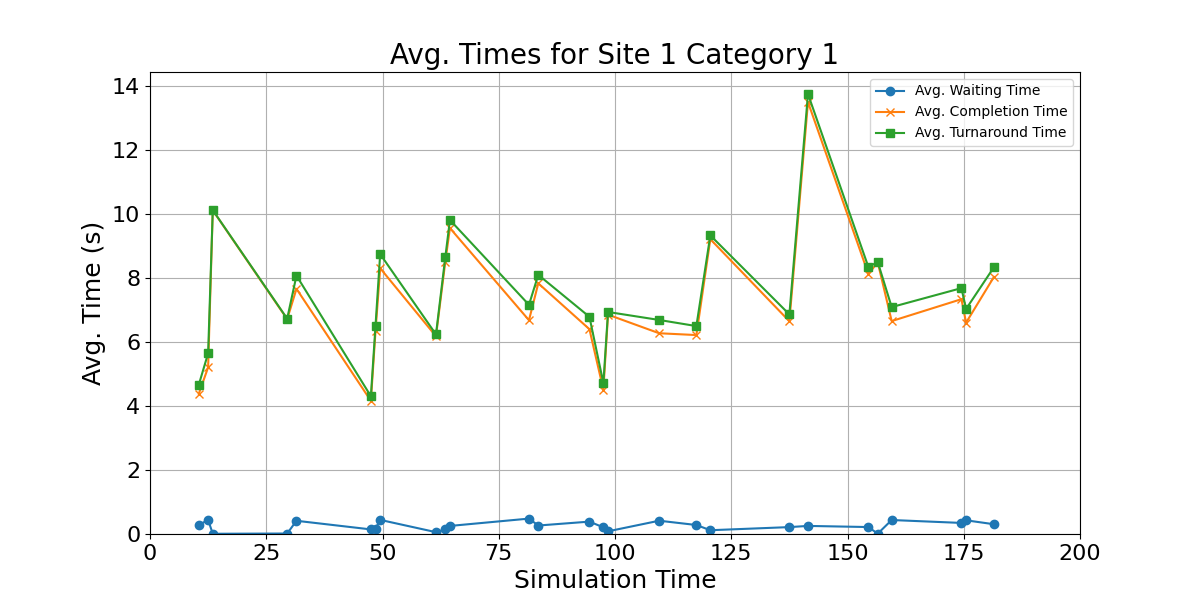 Avg. Times for Site 1 Category 1
Avg. Waiting Time
Avg. Completion Time
Avg. Turnaround Time
Avg. Time (s)
14
12
10
8
6
4
2
0
0 25 50 75 100 125 150 175 200
Simulation Time